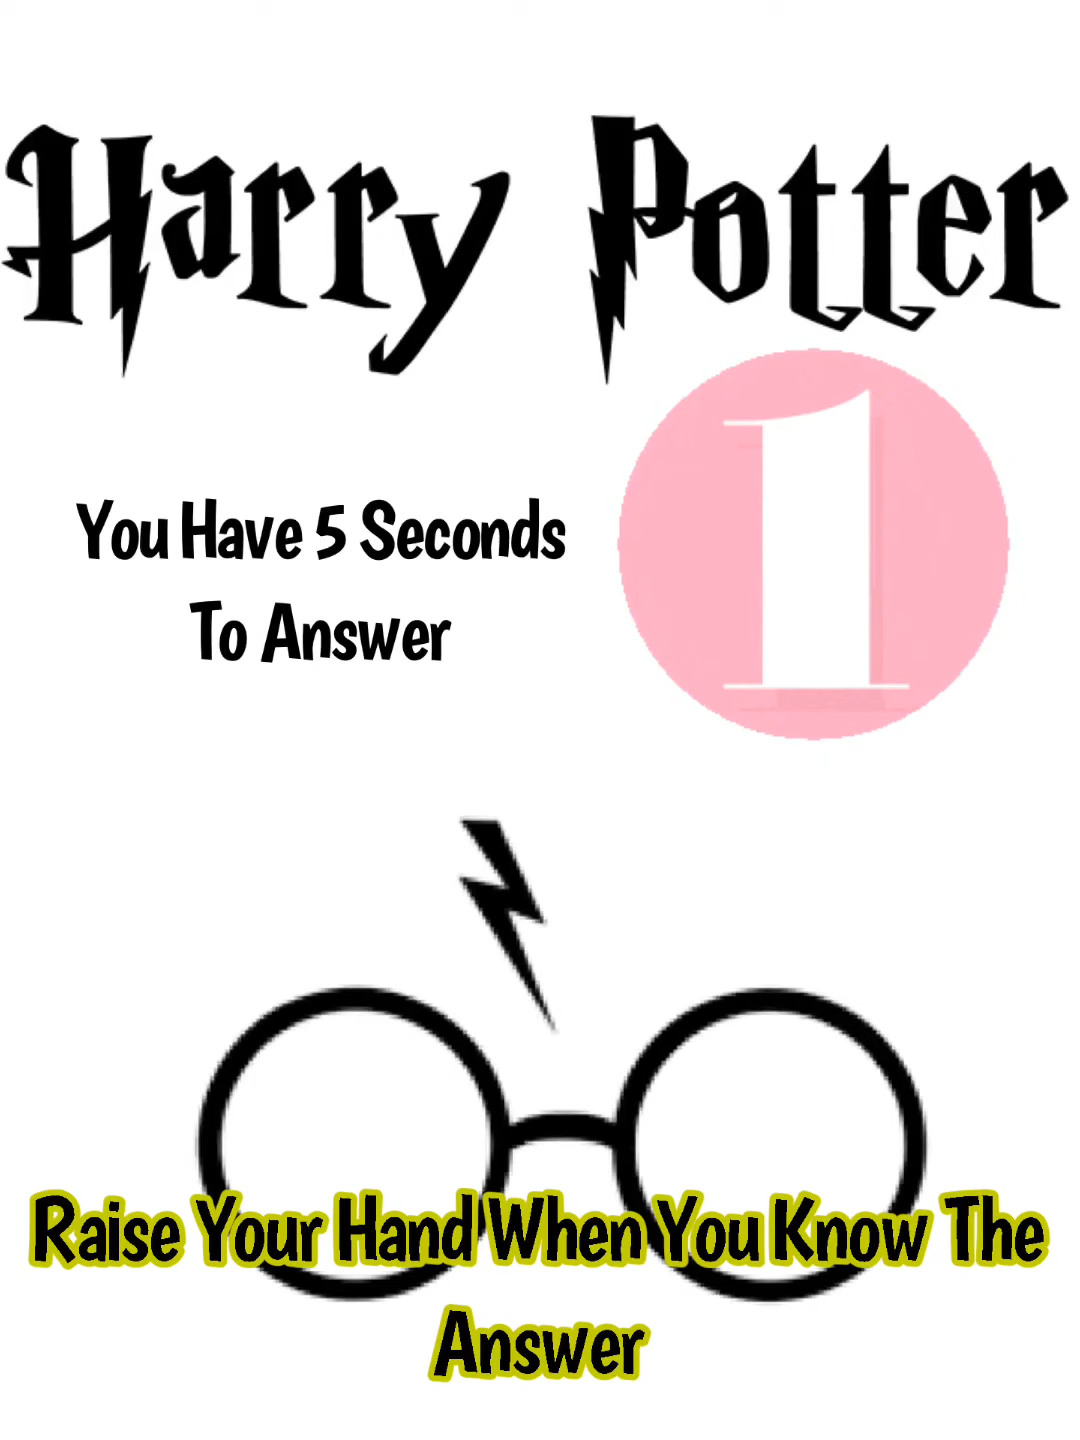 Harry Potter
1
You Have 5 Seconds
To Answer
Raise Your Hand When You Know The
Answer